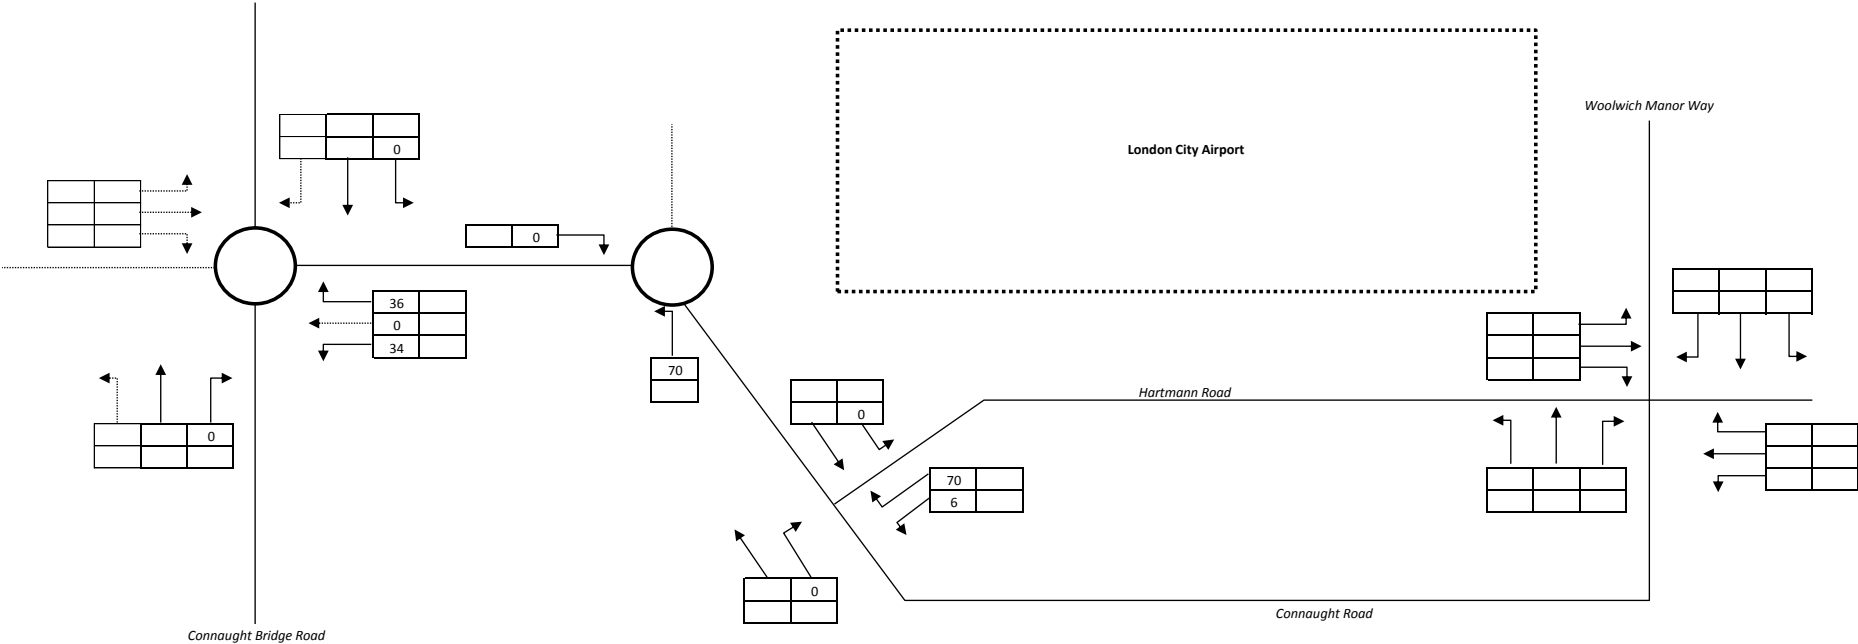 Woolwich Manor Way
London City Airport
0
0
36
0
34
70
Hartmann Road
0
0
70
6
0
Connaught Road
Connaught Bridge Road